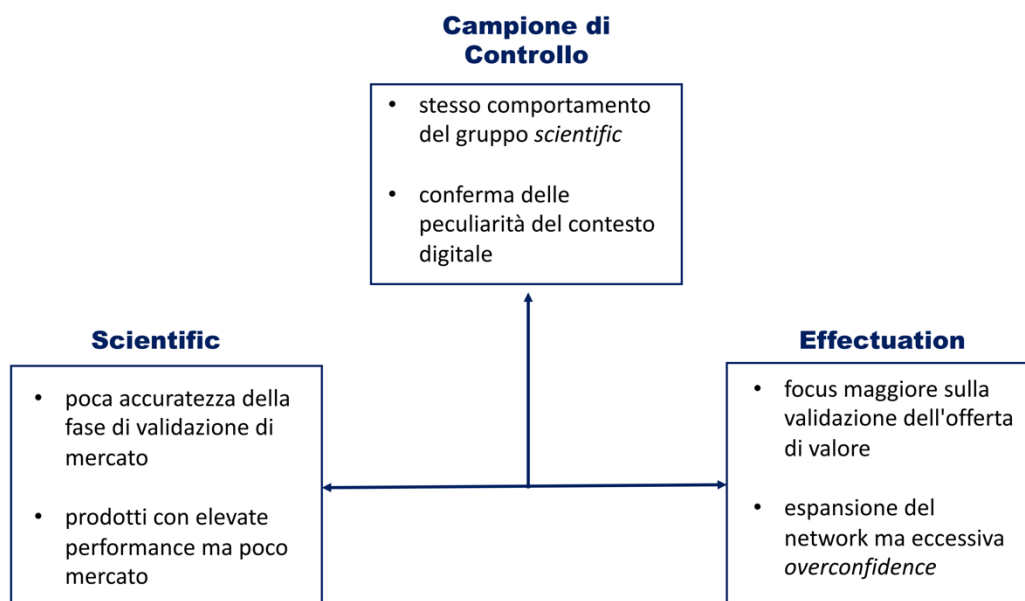 Campione di
Controllo
• stesso comportamento
del gruppo scientific
• conferma delle
peculiarità del contesto
digitale
Scientific
• poca accuratezza della
fase di validazione di
mercato
• prodotti con elevate
performance ma poco
mercato
Effectuation
• focus maggiore sulla
validazione dell'offerta
di valore
• espansione del
network ma eccessiva
overconfidence